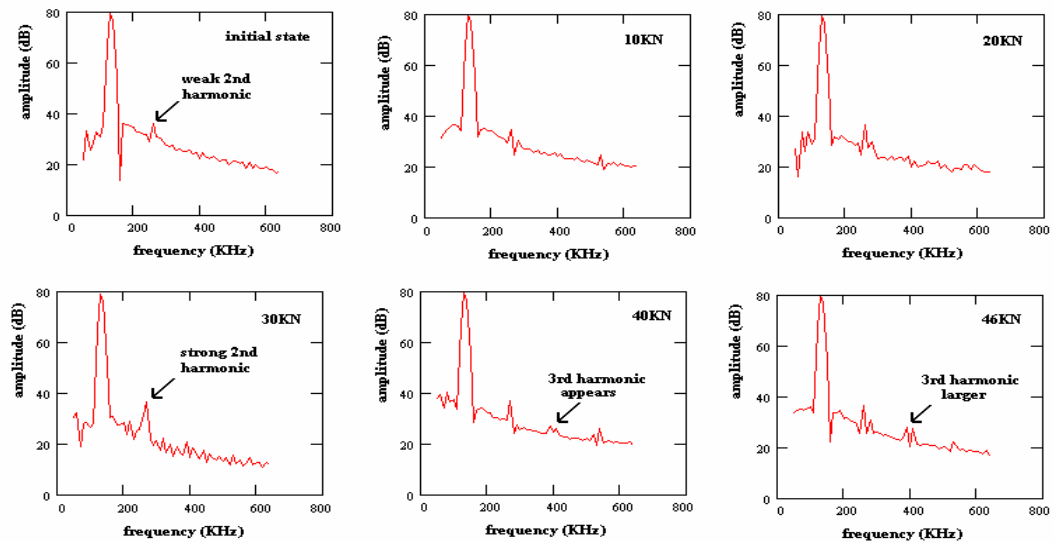 80
60
40
20
0
amplitude (dB)
initial state
weak 2nd
harmonic
0 200 400 600 800
frequency (KHz)
80
60
40
20
0
amplitude (dB)
10KN
0 200 400 600 800
frequency (KHz)
80
60
40
20
0
amplitude (dB)
20KN
0 200 400 600 800
frequency (KHz)
80
60
40
20
0
amplitude (dB)
30KN
strong 2nd
harmonic
0 200 400 600 800
frequency (KHz)
80
60
40
20
0
amplitude (dB)
40KN
3rd harmonic
appears
0 200 400 600 800
frequency (KHz)
80
60
40
20
0
amplitude (dB)
46KN
3rd harmonic
larger
0 200 400 600 800
frequency (KHz)